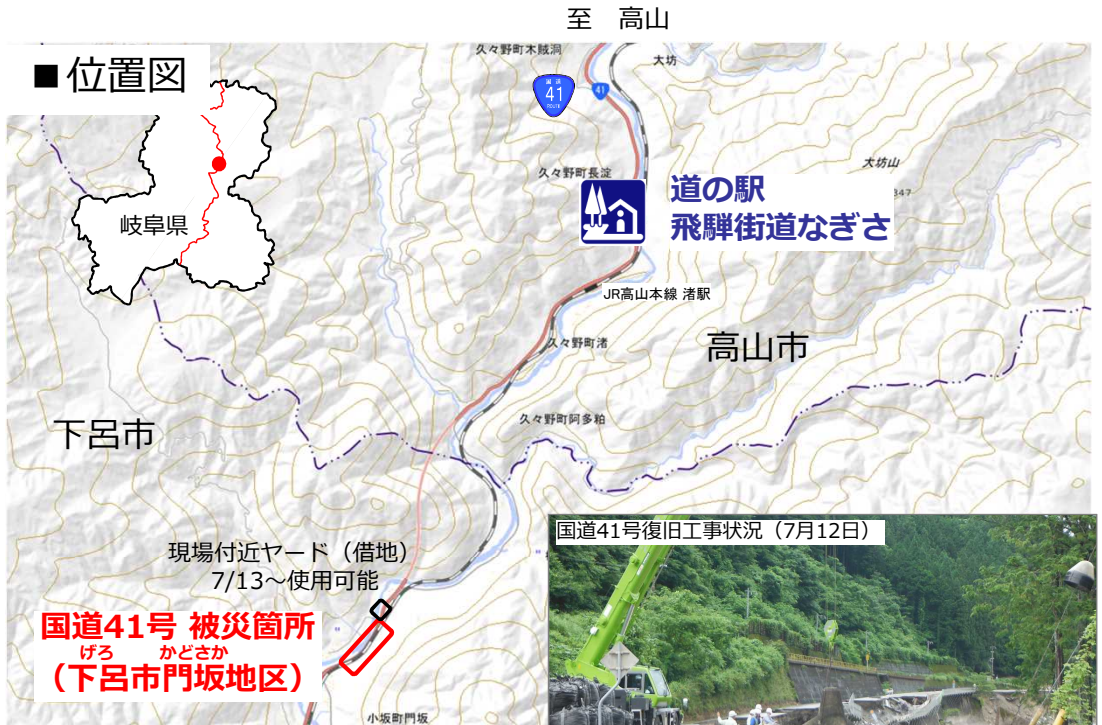 至 高山
■位置図
久々野町木賊洞
大坊
国道
41
ROUTE
41
久々野町長淀
大坊山
道の駅
飛騨街道なぎさ
岐阜県
JR高山本線 渚駅
久々野町渚
高山市
下呂市
久々野町阿多粕
国道41号復旧工事状況（7月12日）
現場付近ヤード（借地）
7/13～使用可能
国道41号 被災箇所
げろ かどさか
（下呂市門坂地区）
小坂町門坂